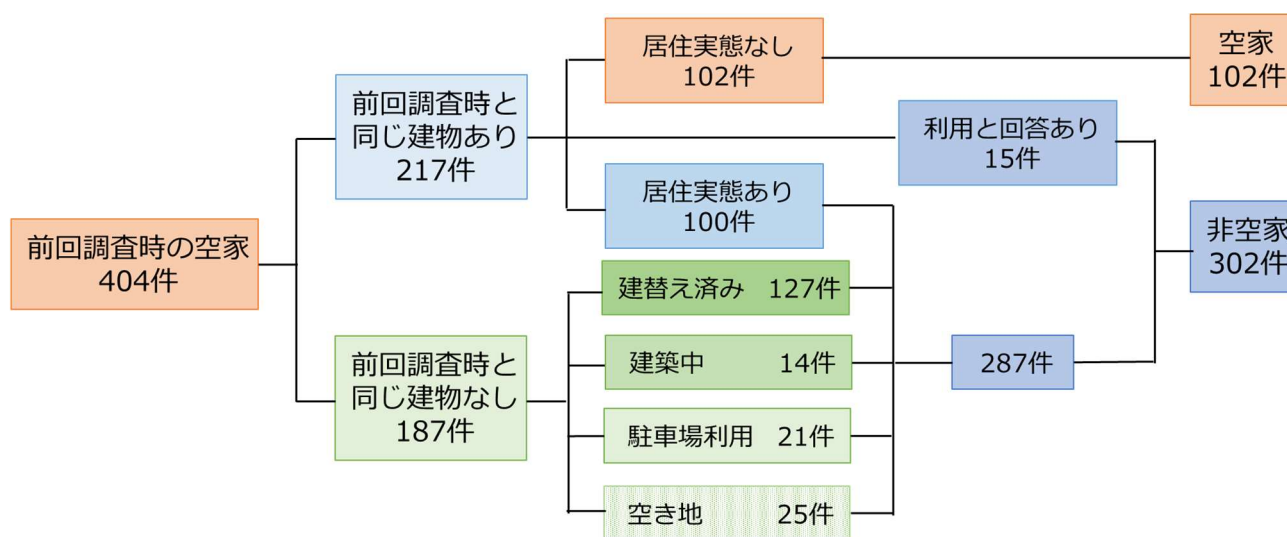 前回調査時の空家
404件
前回調査時と
同じ建物あり
217件
前回調査時と
同じ建物なし
187件
居住実態なし
102件
居住実態あり
100件
建替え済み 127件
建築中 14件
駐車場利用 21件
空き地 25件
利用と回答あり
15件
287件
空家
102件
非空家
302件